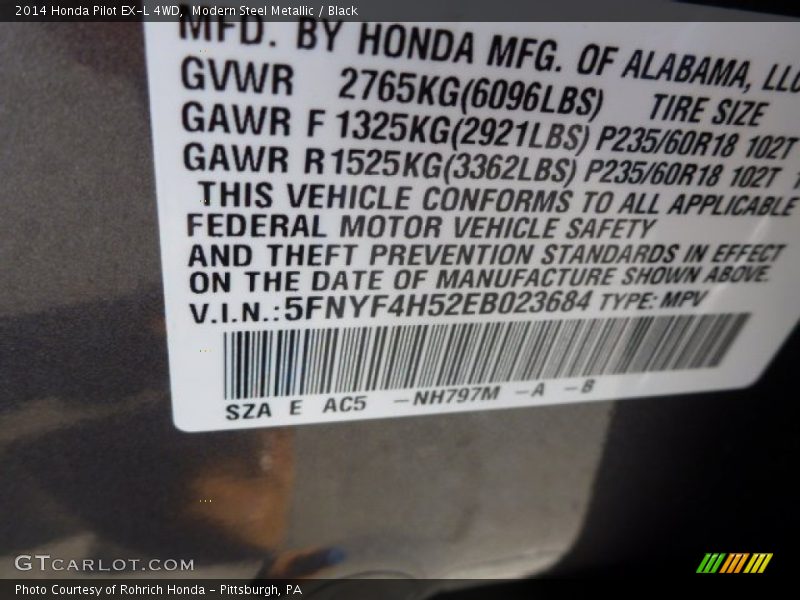 2014 Honda Pilot EX-L 4WD, Modern Steel Metallic / Black
MFD. BY HONDA MFG. OF ALABAMA, LLC
GVWR 2765KG(6096LBS) TIRE SIZE
GAWR F 1325KG(2921LBS) P235/60R18 102T
GAWR R 1525KG(3362LBS) P235/60R18 102T
THIS VEHICLE CONFORMS TO ALL APPLICABLE
FEDERAL MOTOR VEHICLE SAFETY
AND THEFT PREVENTION STANDARDS IN EFFECT
ON THE DATE OF MANUFACTURE SHOWN ABOVE.
V.I.N.: 5FNYF4H52EB023684 TYPE: MPV
SZA E AC5 -NH797M -A -B
GTCARLOT.COM
Photo Courtesy of Rohrich Honda - Pittsburgh, PA